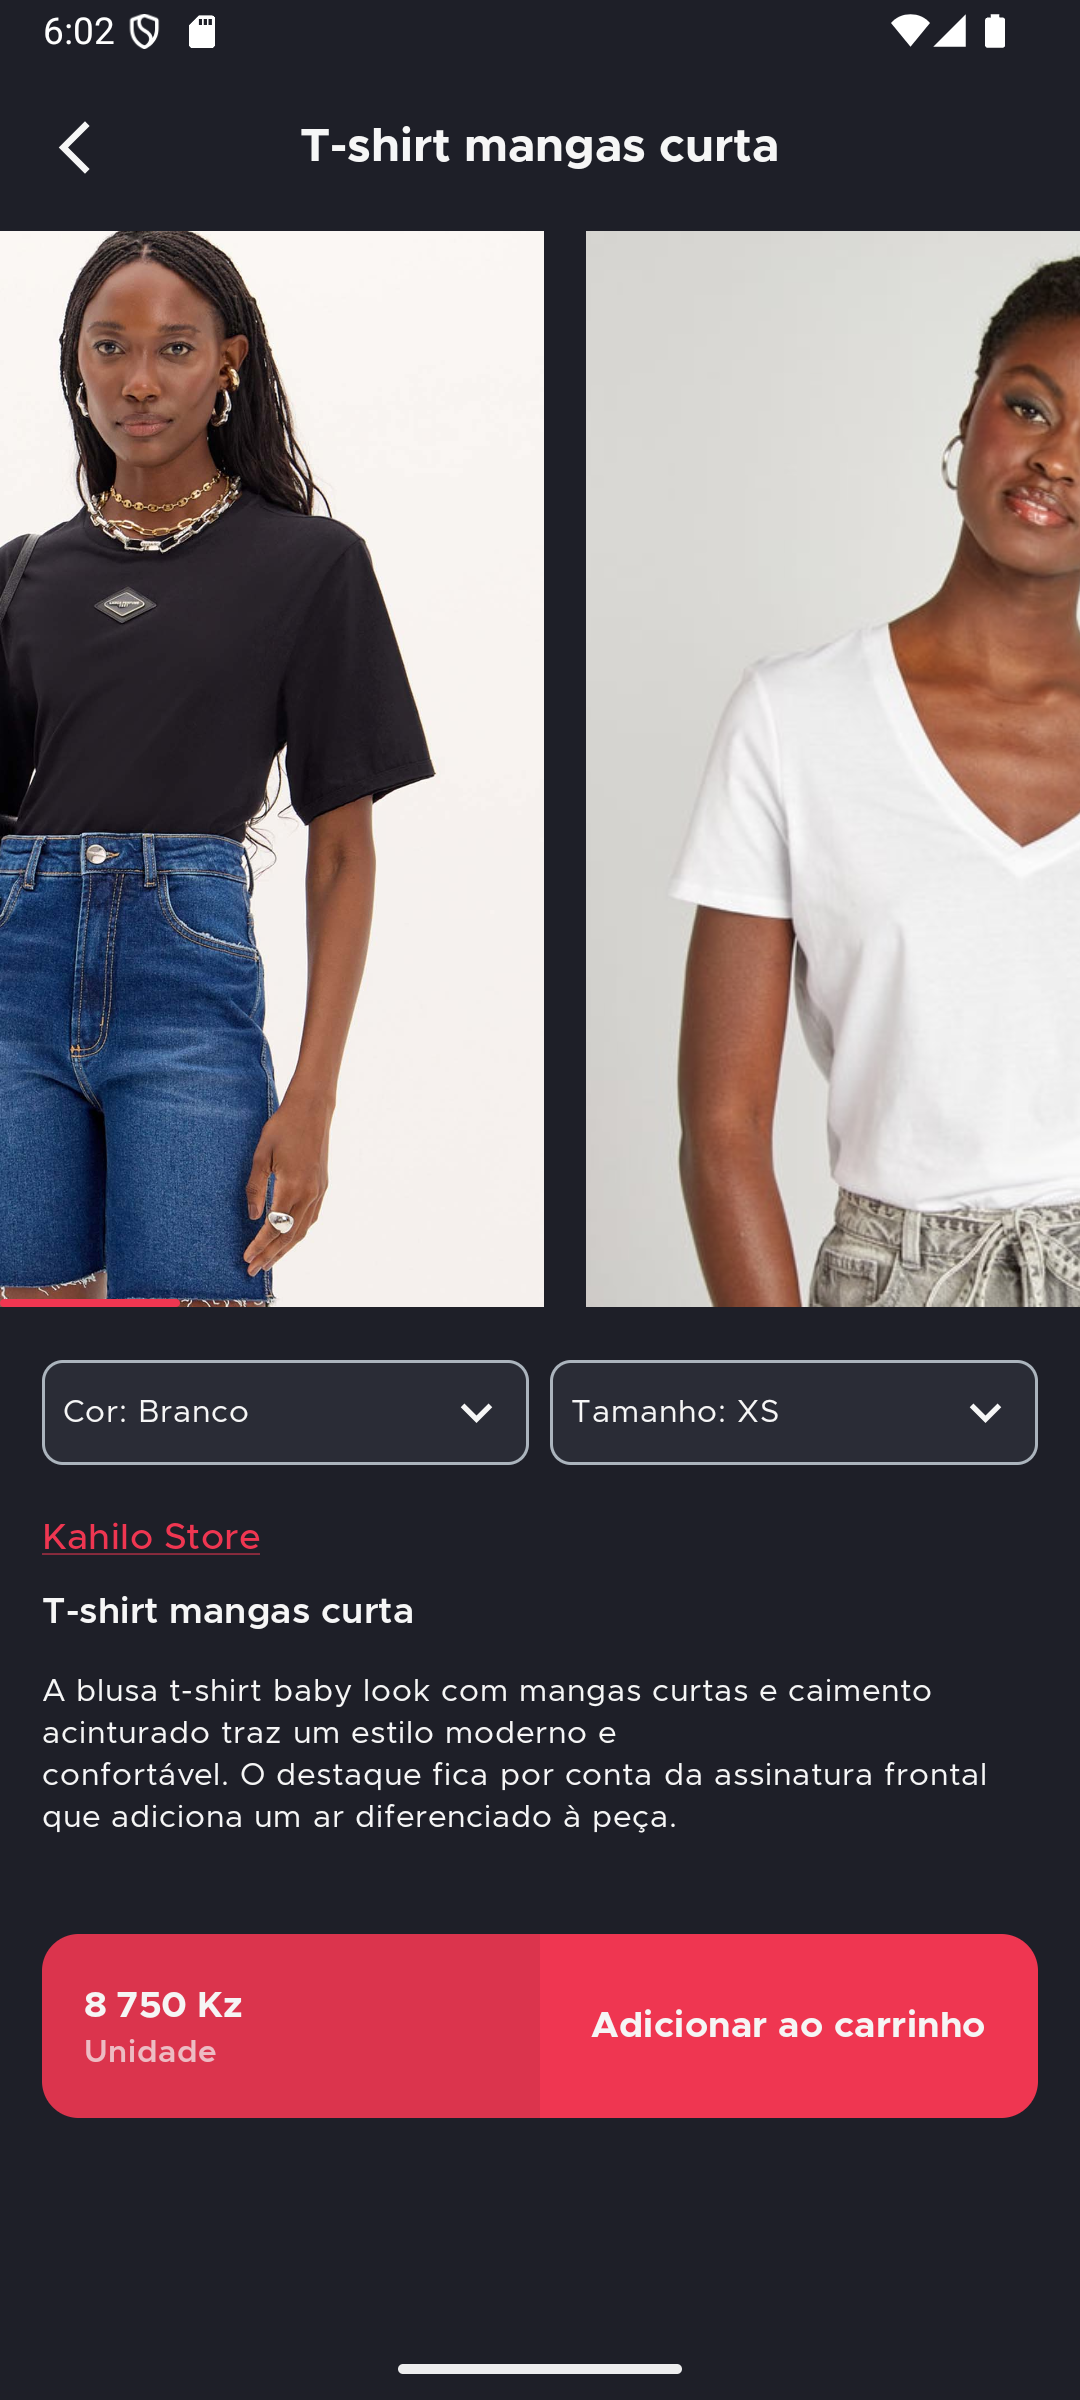 6:02
T-shirt mangas curta
Cor: Branco
Tamanho: XS
Kahilo Store
T-shirt mangas curta
A blusa t-shirt baby look com mangas curtas e caimento
acinturado traz um estilo moderno e
confortável. O destaque fica por conta da assinatura frontal
que adiciona um ar diferenciado à peça.
8 750 Kz
Unidade
Adicionar ao carrinho